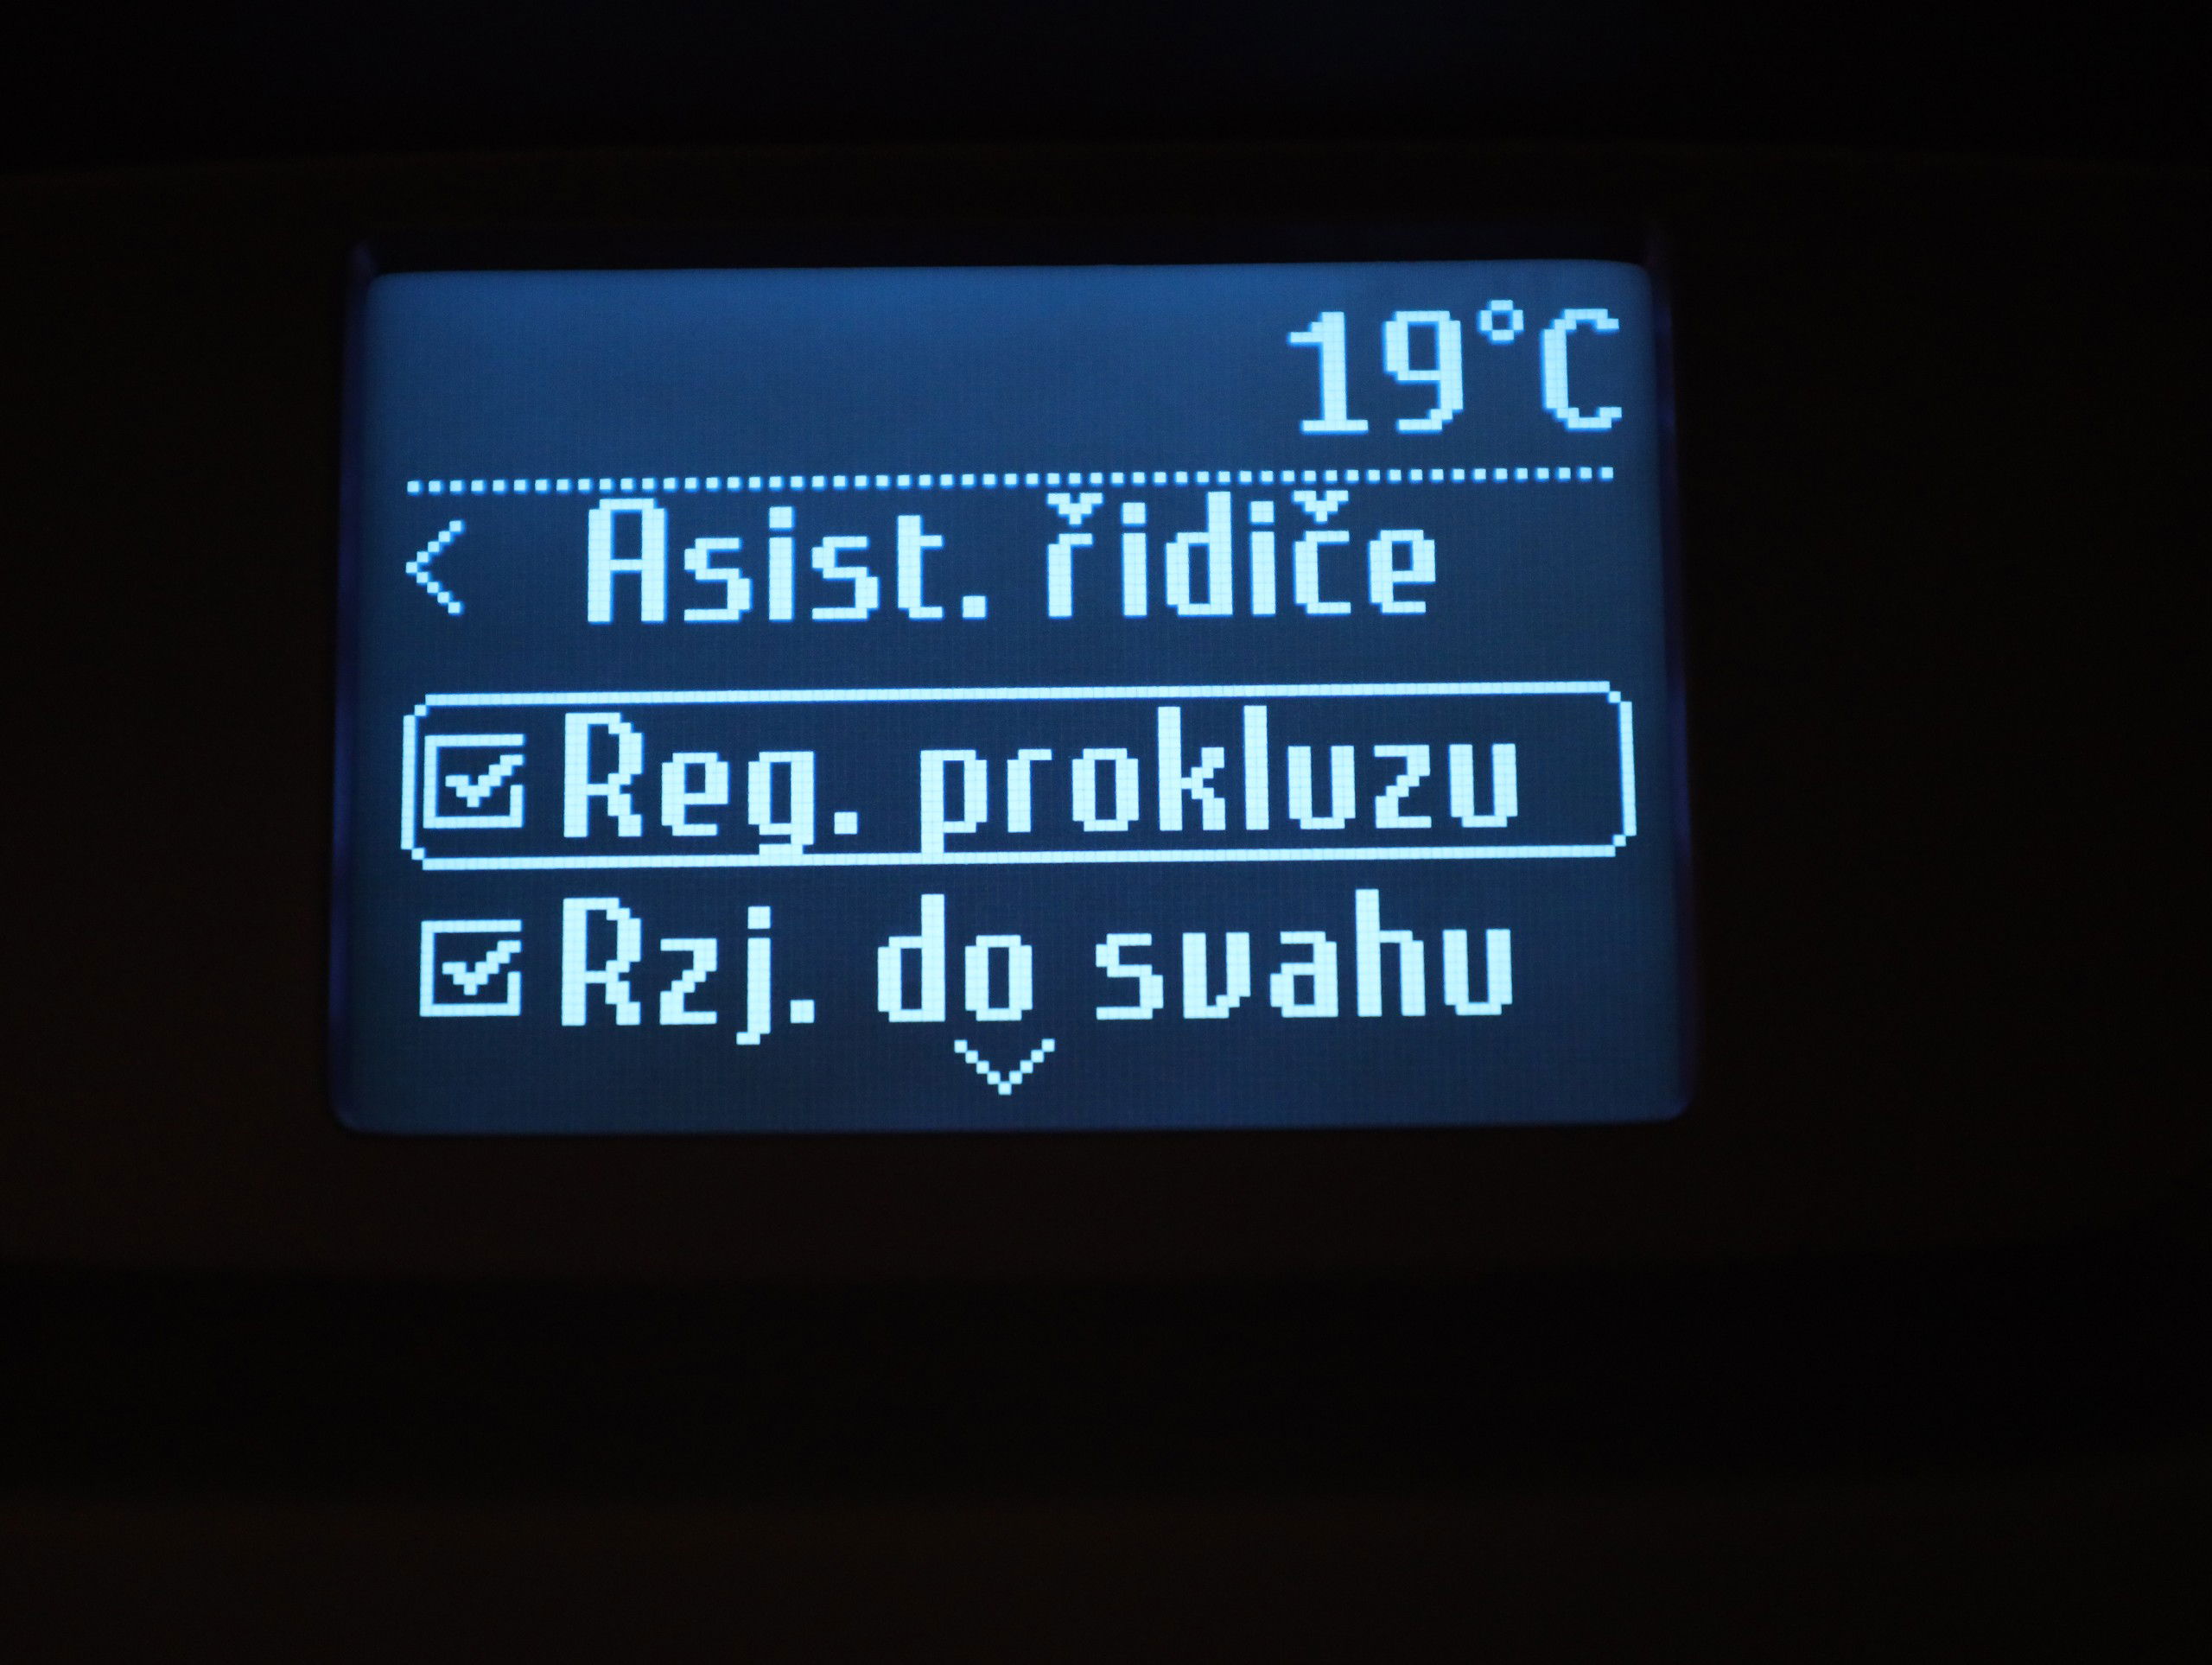 19°C
Asist. řidiče
Reg. prokluzu
Rzj. do svahu